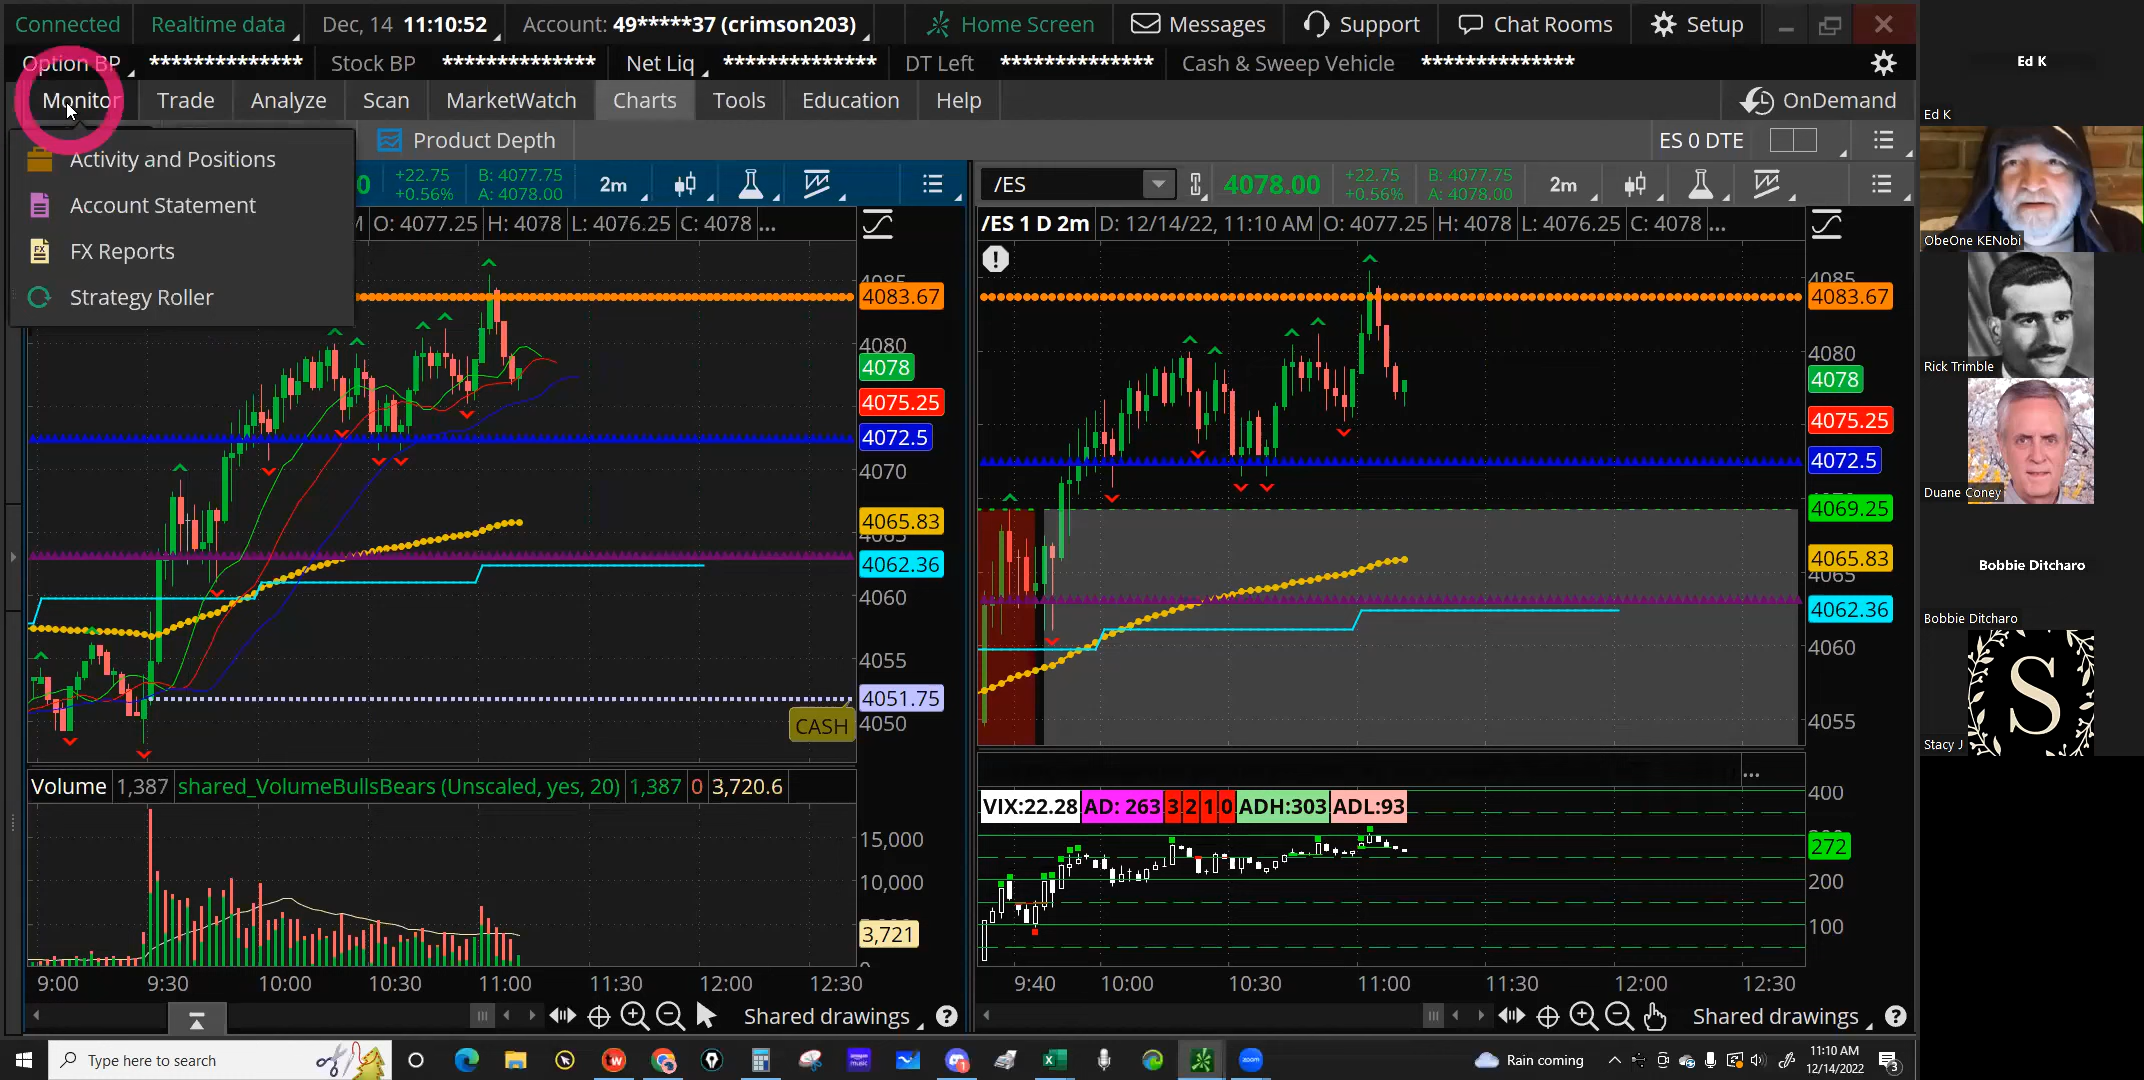 Connected Realtime data Dec, 14 11:10:52 Account: 49*****37 (crimson203) Home Screen Messages Support Chat Rooms Setup
Option BP ************** Stock BP ************** Net Liq ************** DT Left ************** Cash & Sweep Vehicle **************
Monitor Trade Analyze Scan MarketWatch Charts Tools Education Help OnDemand
Activity and Positions
Account Statement
FX Reports
Strategy Roller
Product Depth ES 0 DTE
0 +22.75 +0.56% B: 4077.75 A: 4078.00 2m
/ES 4078.00 +22.75 +0.56% B: 4077.75 A: 4078.00 2m
M O: 4077.25 H: 4078 L: 4076.25 C: 4078 ...
/ES 1 D 2m D: 12/14/22, 11:10 AM O: 4077.25 H: 4078 L: 4076.25 C: 4078 ...
4085
4083.67
4080
4078
4075.25
4072.5
4070
4065.83
4065
4062.36
4060
4055
4051.75
4050
CASH
4085
4083.67
4080
4078
4075.25
4072.5
4069.25
4065.83
4065
4062.36
4060
4055
Volume 1,387 shared_VolumeBullsBears (Unscaled, yes, 20) 1,387 0 3,720.6
15,000
10,000
3,721
9:00 9:30 10:00 10:30 11:00 11:30 12:00 12:30
...
VIX:22.28 AD: 263 3 2 1 0 ADH:303 ADL:93
400
272
200
100
9:40 10:00 10:30 11:00 11:30 12:00 12:30
Shared drawings ?
Shared drawings ?
Ed K
Ed K
ObeOne KENobi
Rick Trimble
Duane Coney
Bobbie Ditcharo
Bobbie Ditcharo
S
Stacy J
Type here to search
Rain coming
11:10 AM
12/14/2022
3